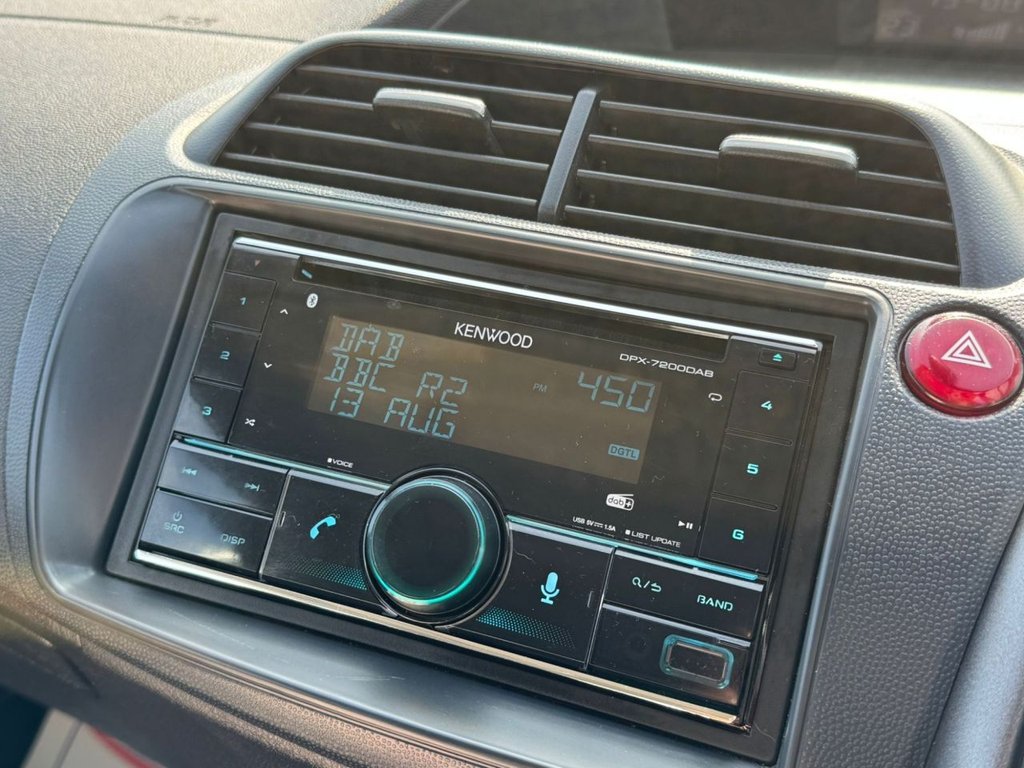 KENWOOD
DPX-7200DAB
DAB
BBC R2
13 AUG
PM 450
DGTL
1
2
3
4
5
6
VOICE
dab+
USB 5V 1.5A
LIST UPDATE
SRC
DISP
BAND